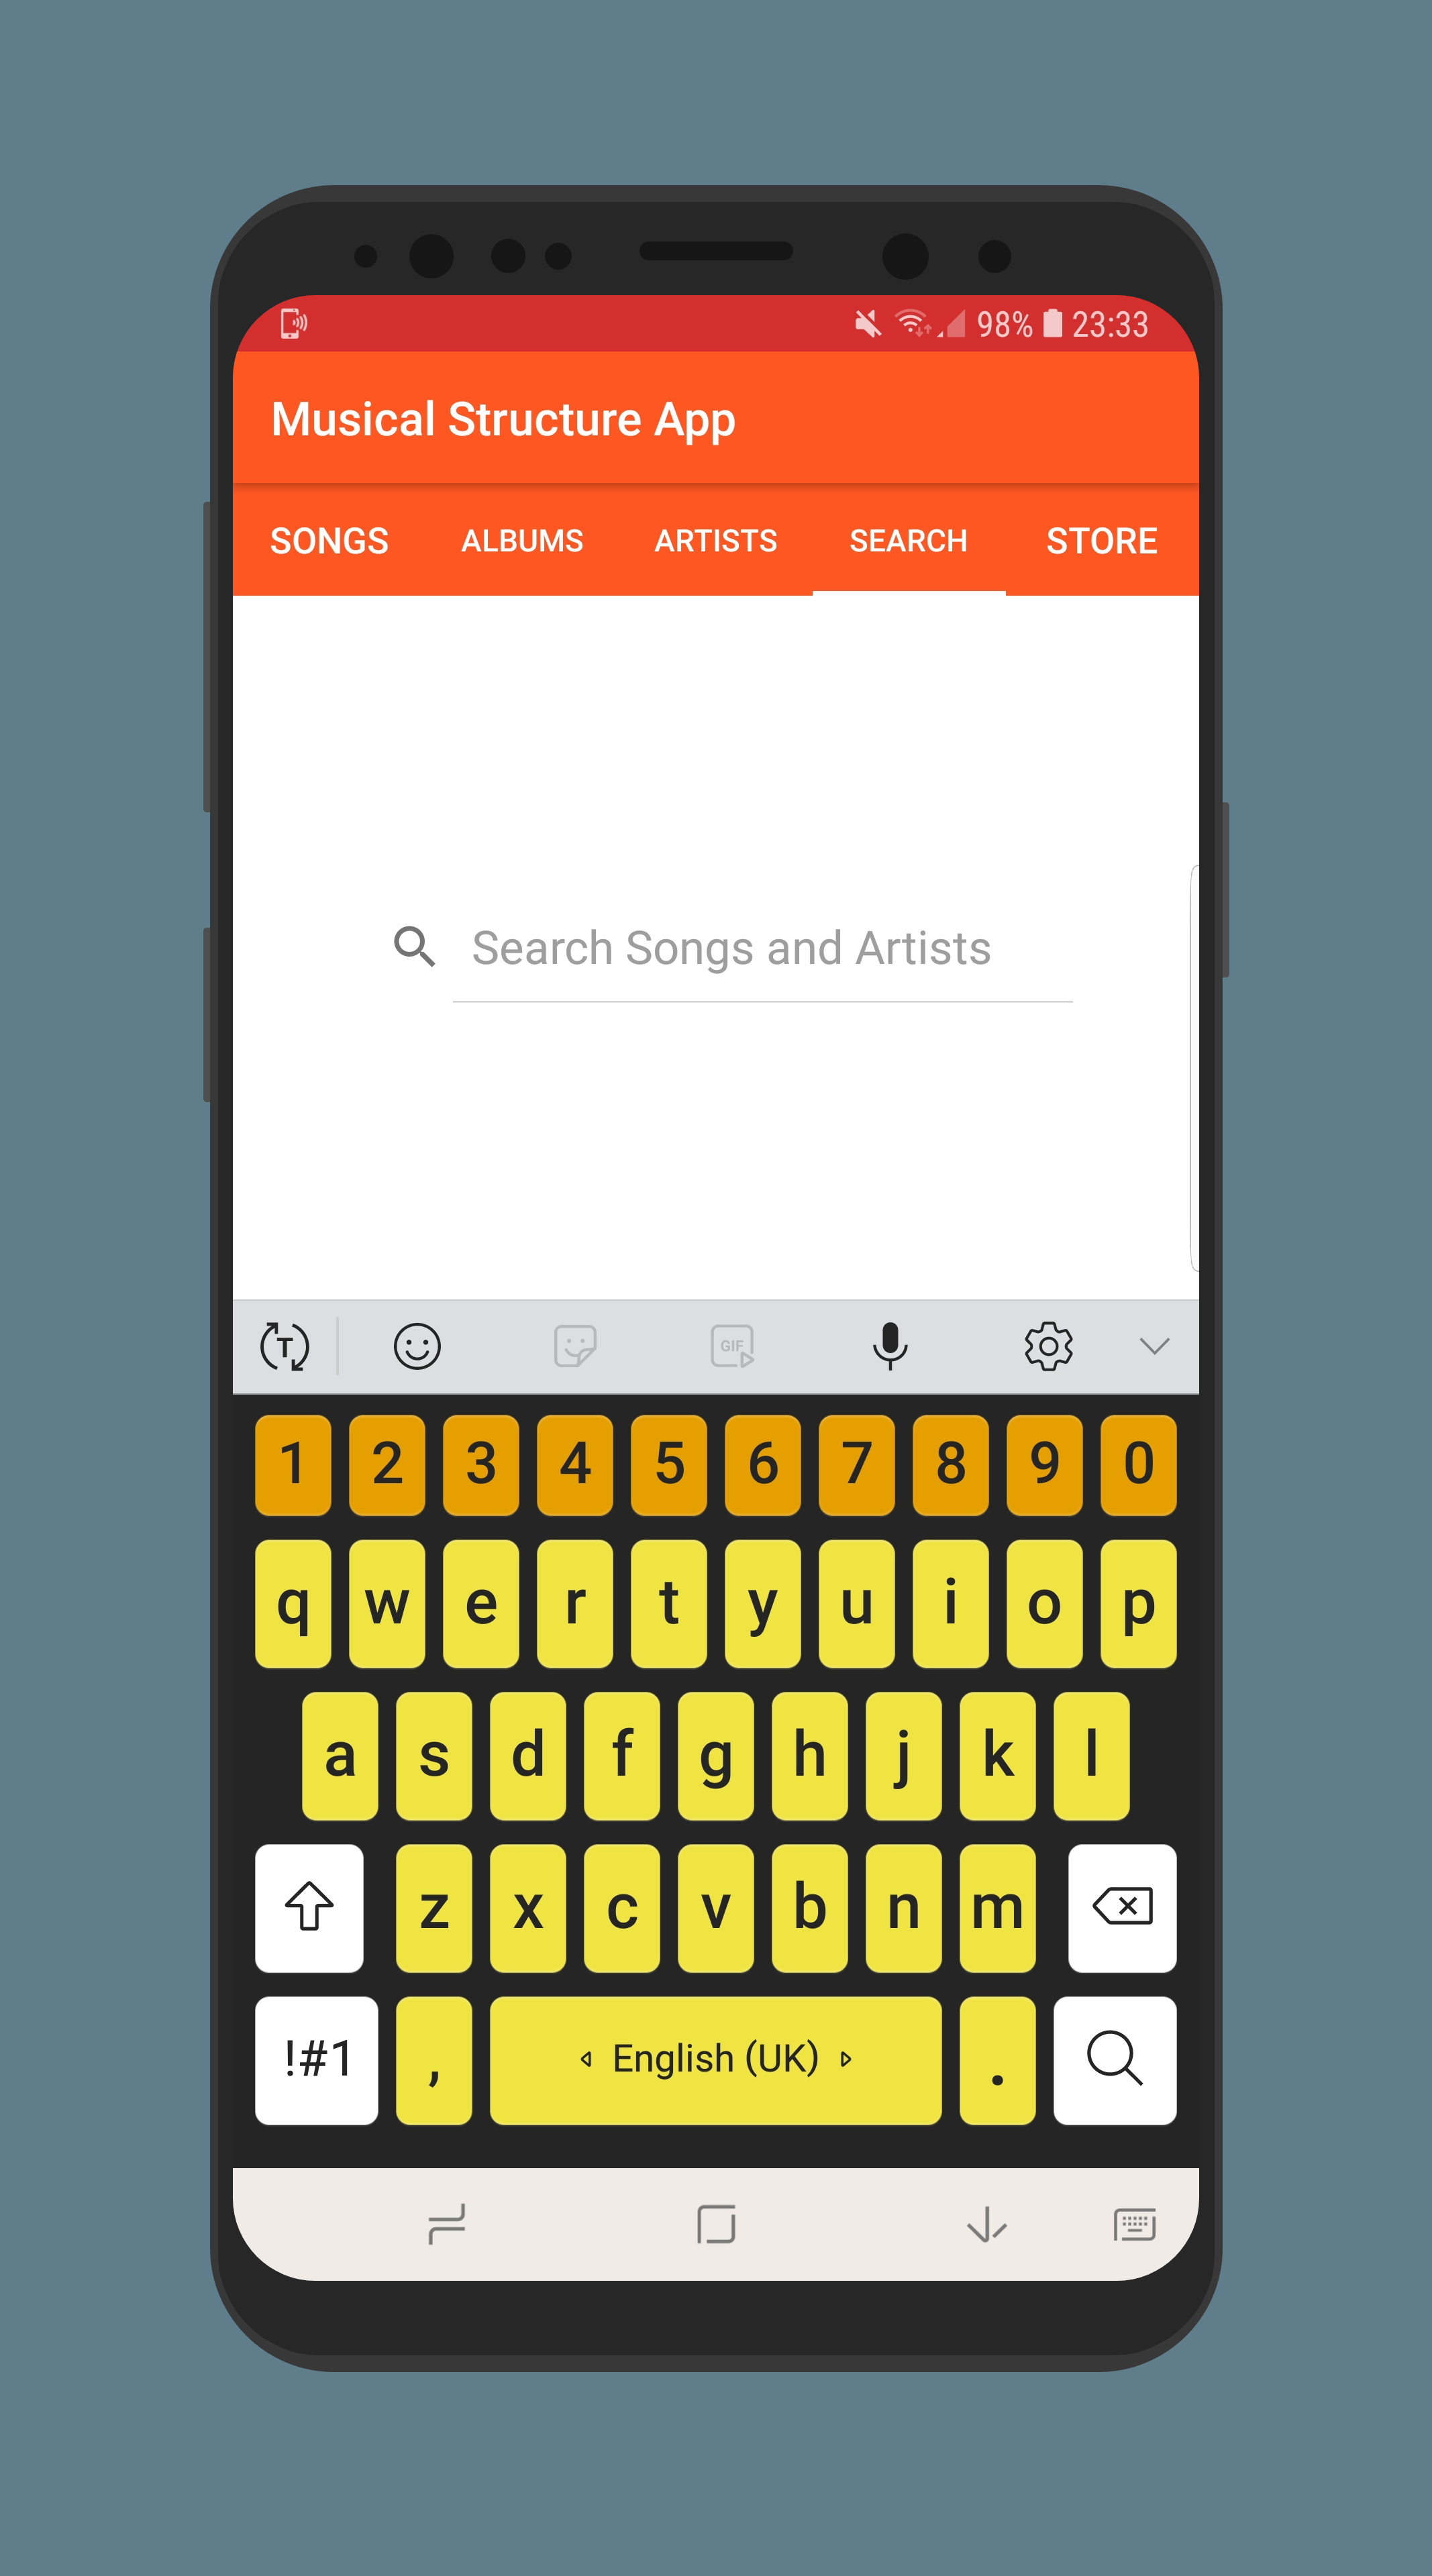 98% 23:33
Musical Structure App
SONGS ALBUMS ARTISTS SEARCH STORE
Search Songs and Artists
T GIF
1 2 3 4 5 6 7 8 9 0
q w e r t y u i o p
a s d f g h j k l
z x c v b n m
!#1 , English (UK) .